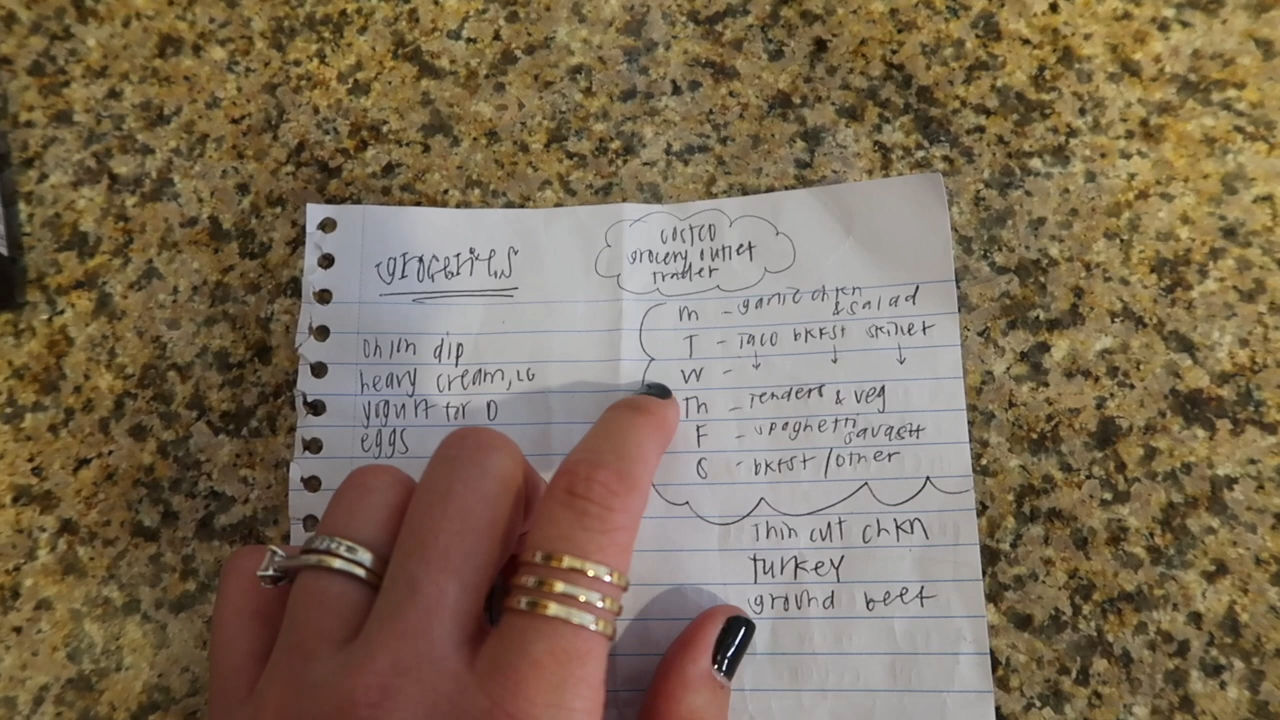 groceries
onion dip
heavy cream, LG
yogurt for D
eggs
costco
grocery outlet
trader
M - garlic chkn
& salad
T - Taco bkfst skillet
W - ↓ ↓ ↓
Th - Tenders & veg
F - spaghetti
S - bkfst / other
Thin cut chkn
turkey
ground beef